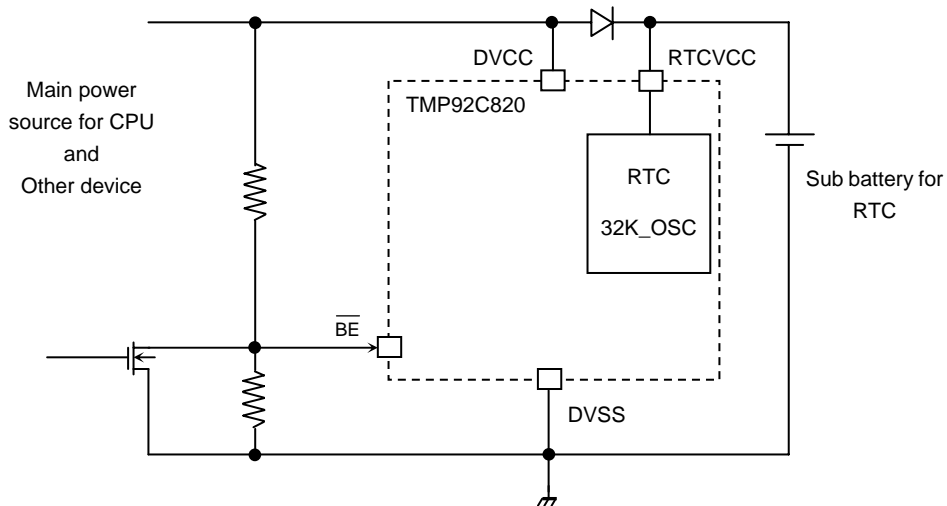 DVCC
RTCVCC
Main power
source for CPU
and
Other device
TMP92C820
RTC
32K_OSC
Sub battery for
RTC
BE
DVSS